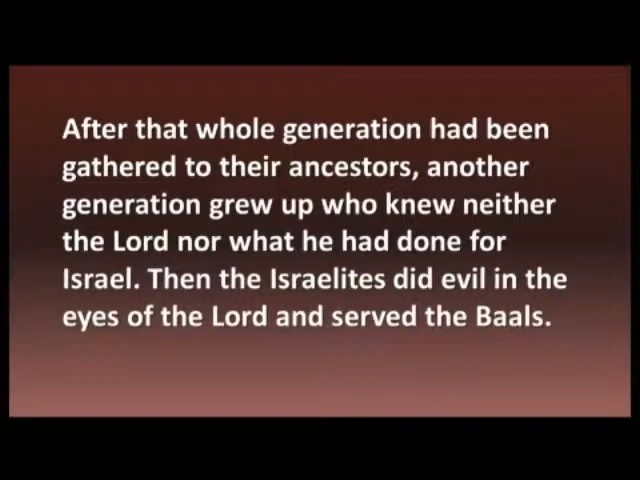 After that whole generation had been
gathered to their ancestors, another
generation grew up who knew neither
the Lord nor what he had done for
Israel. Then the Israelites did evil in the
eyes of the Lord and served the Baals.